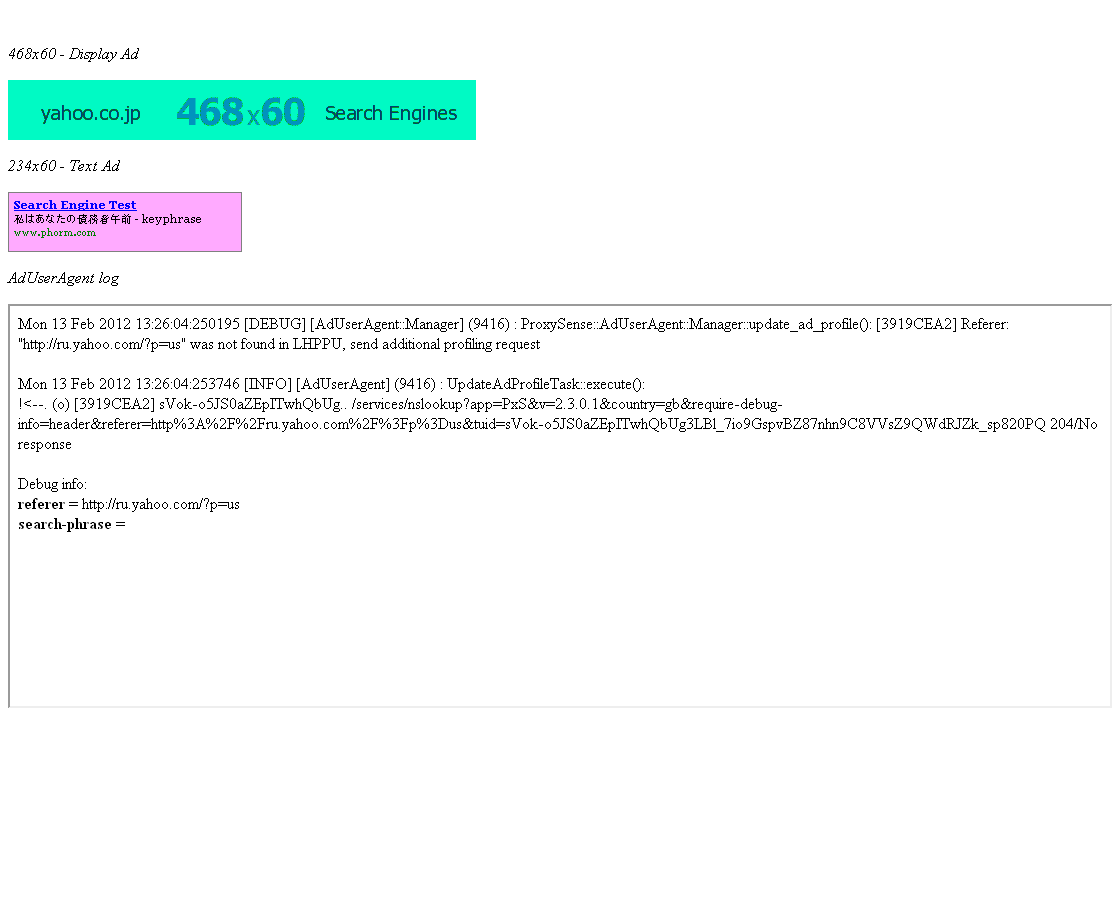 468x60 - Display Ad
yahoo.co.jp 468x60 Search Engines
234x60 - Text Ad
Search Engine Test
私はあなたの債務者午前 - keyphrase
www.phorm.com
AdUserAgent log
Mon 13 Feb 2012 13:26:04:250195 [DEBUG] [AdUserAgent::Manager] (9416) : ProxySense::AdUserAgent::Manager::update_ad_profile(): [3919CEA2] Referer:
"http://ru.yahoo.com/?p=us" was not found in LHPPU, send additional profiling request
Mon 13 Feb 2012 13:26:04:253746 [INFO] [AdUserAgent] (9416) : UpdateAdProfileTask::execute():
!<--. (o) [3919CEA2] sVok-o5JS0aZEpITwhQbUg.. /services/nslookup?app=PxS&v=2.3.0.1&country=gb&require-debug-
info=header&referer=http%3A%2F%2Fru.yahoo.com%2F%3Fp%3Dus&tuid=sVok-o5JS0aZEpITwhQbUg3LBl_7io9GspvBZ87nhn9C8VVsZ9QWdRJZk_sp820PQ 204/No
response
Debug info:
referer = http://ru.yahoo.com/?p=us
search-phrase =